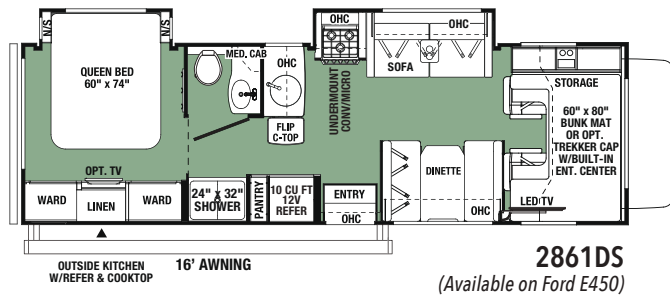 N/S
N/S
QUEEN BED
60" x 74"
OPT. TV
WARD
LINEN
WARD
MED. CAB
OHC
FLIP
C-TOP
24" x 32"
SHOWER
PANTRY
10 CU FT
12V
REFER
OHC
UNDERMOUNT
CONV/MICRO
ENTRY
OHC
OHC
SOFA
DINETTE
OHC
STORAGE
60" x 80"
BUNK MAT
OR OPT.
TREKKER CAP
W/BUILT-IN
ENT. CENTER
LED TV
OUTSIDE KITCHEN
W/REFER & COOKTOP
16' AWNING
2861DS
(Available on Ford E450)